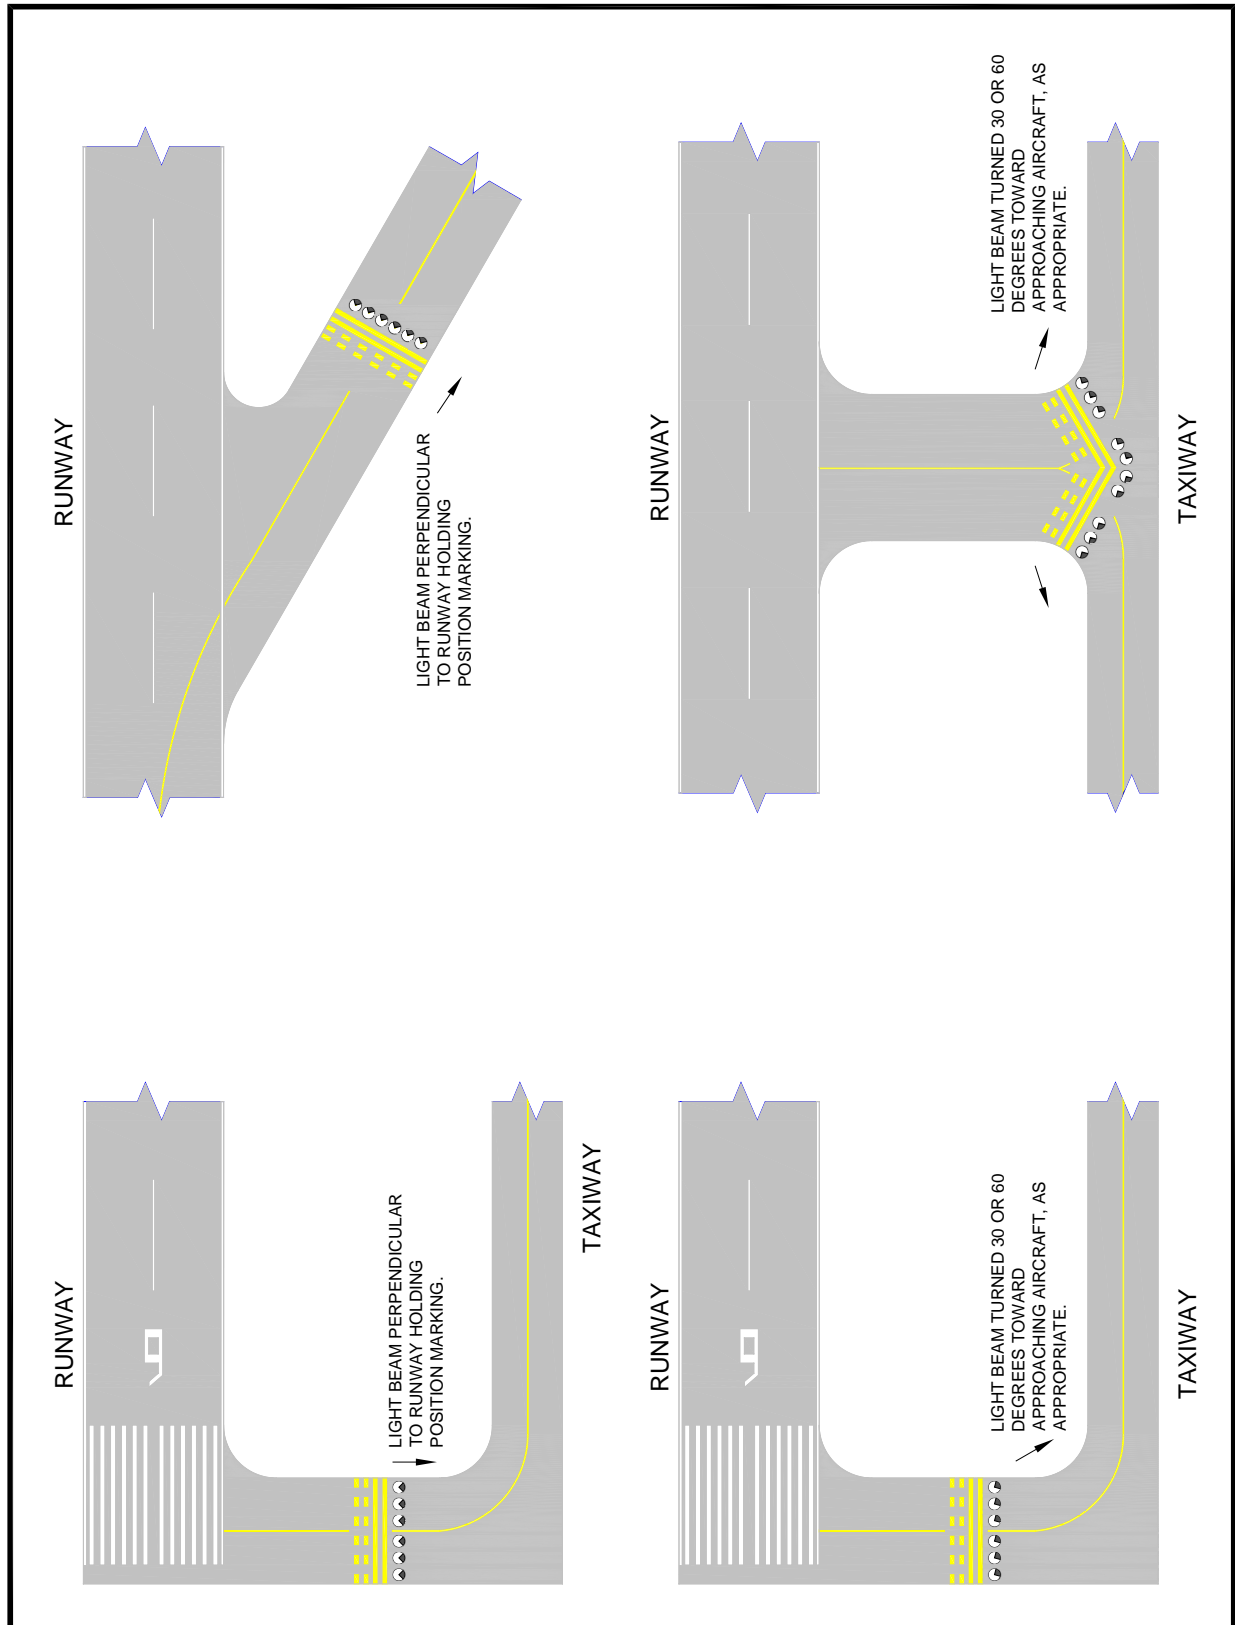 RUNWAY
9
LIGHT BEAM PERPENDICULAR
TO RUNWAY HOLDING
POSITION MARKING.
TAXIWAY
RUNWAY
LIGHT BEAM PERPENDICULAR
TO RUNWAY HOLDING
POSITION MARKING.
RUNWAY
9
LIGHT BEAM TURNED 30 OR 60
DEGREES TOWARD
APPROACHING AIRCRAFT, AS
APPROPRIATE.
TAXIWAY
RUNWAY
LIGHT BEAM TURNED 30 OR 60
DEGREES TOWARD
APPROACHING AIRCRAFT, AS
APPROPRIATE.
TAXIWAY